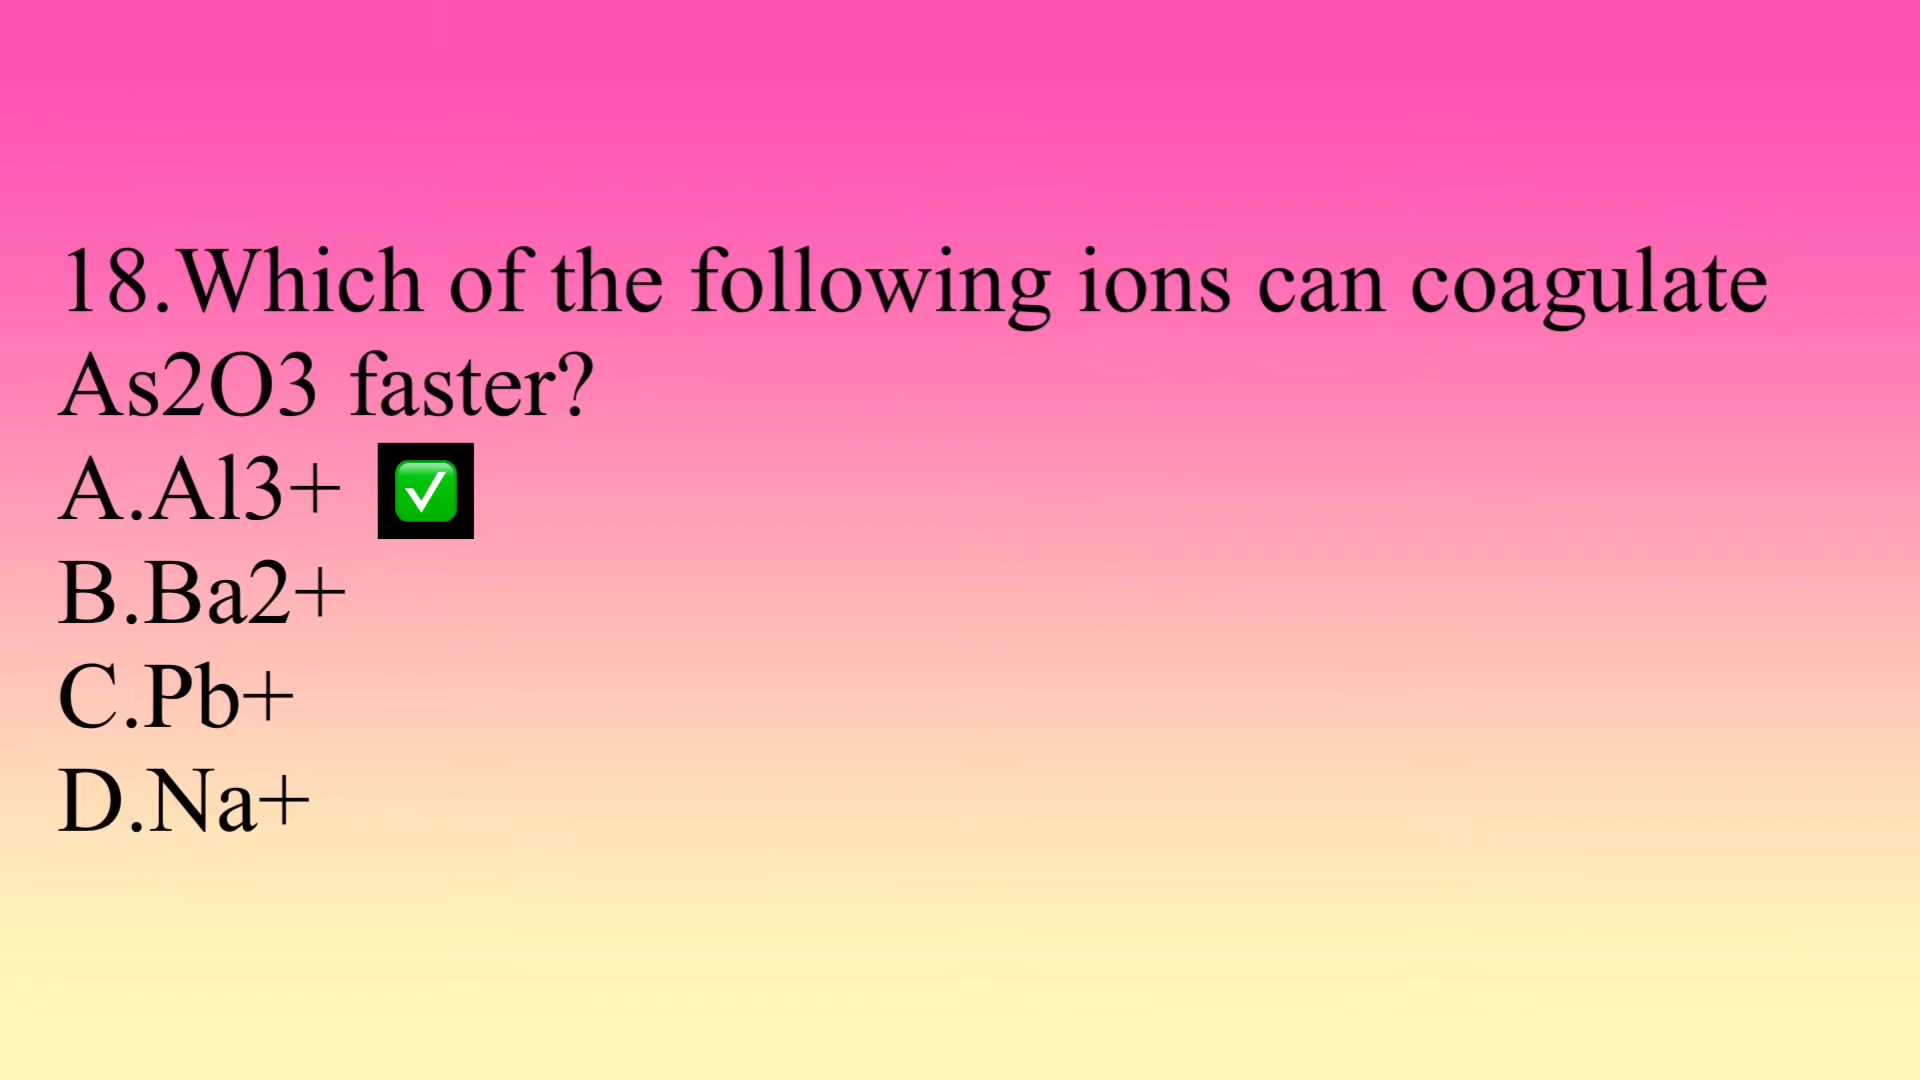 18.Which of the following ions can coagulate
As2O3 faster?
A.Al3+ ✅
B.Ba2+
C.Pb+
D.Na+